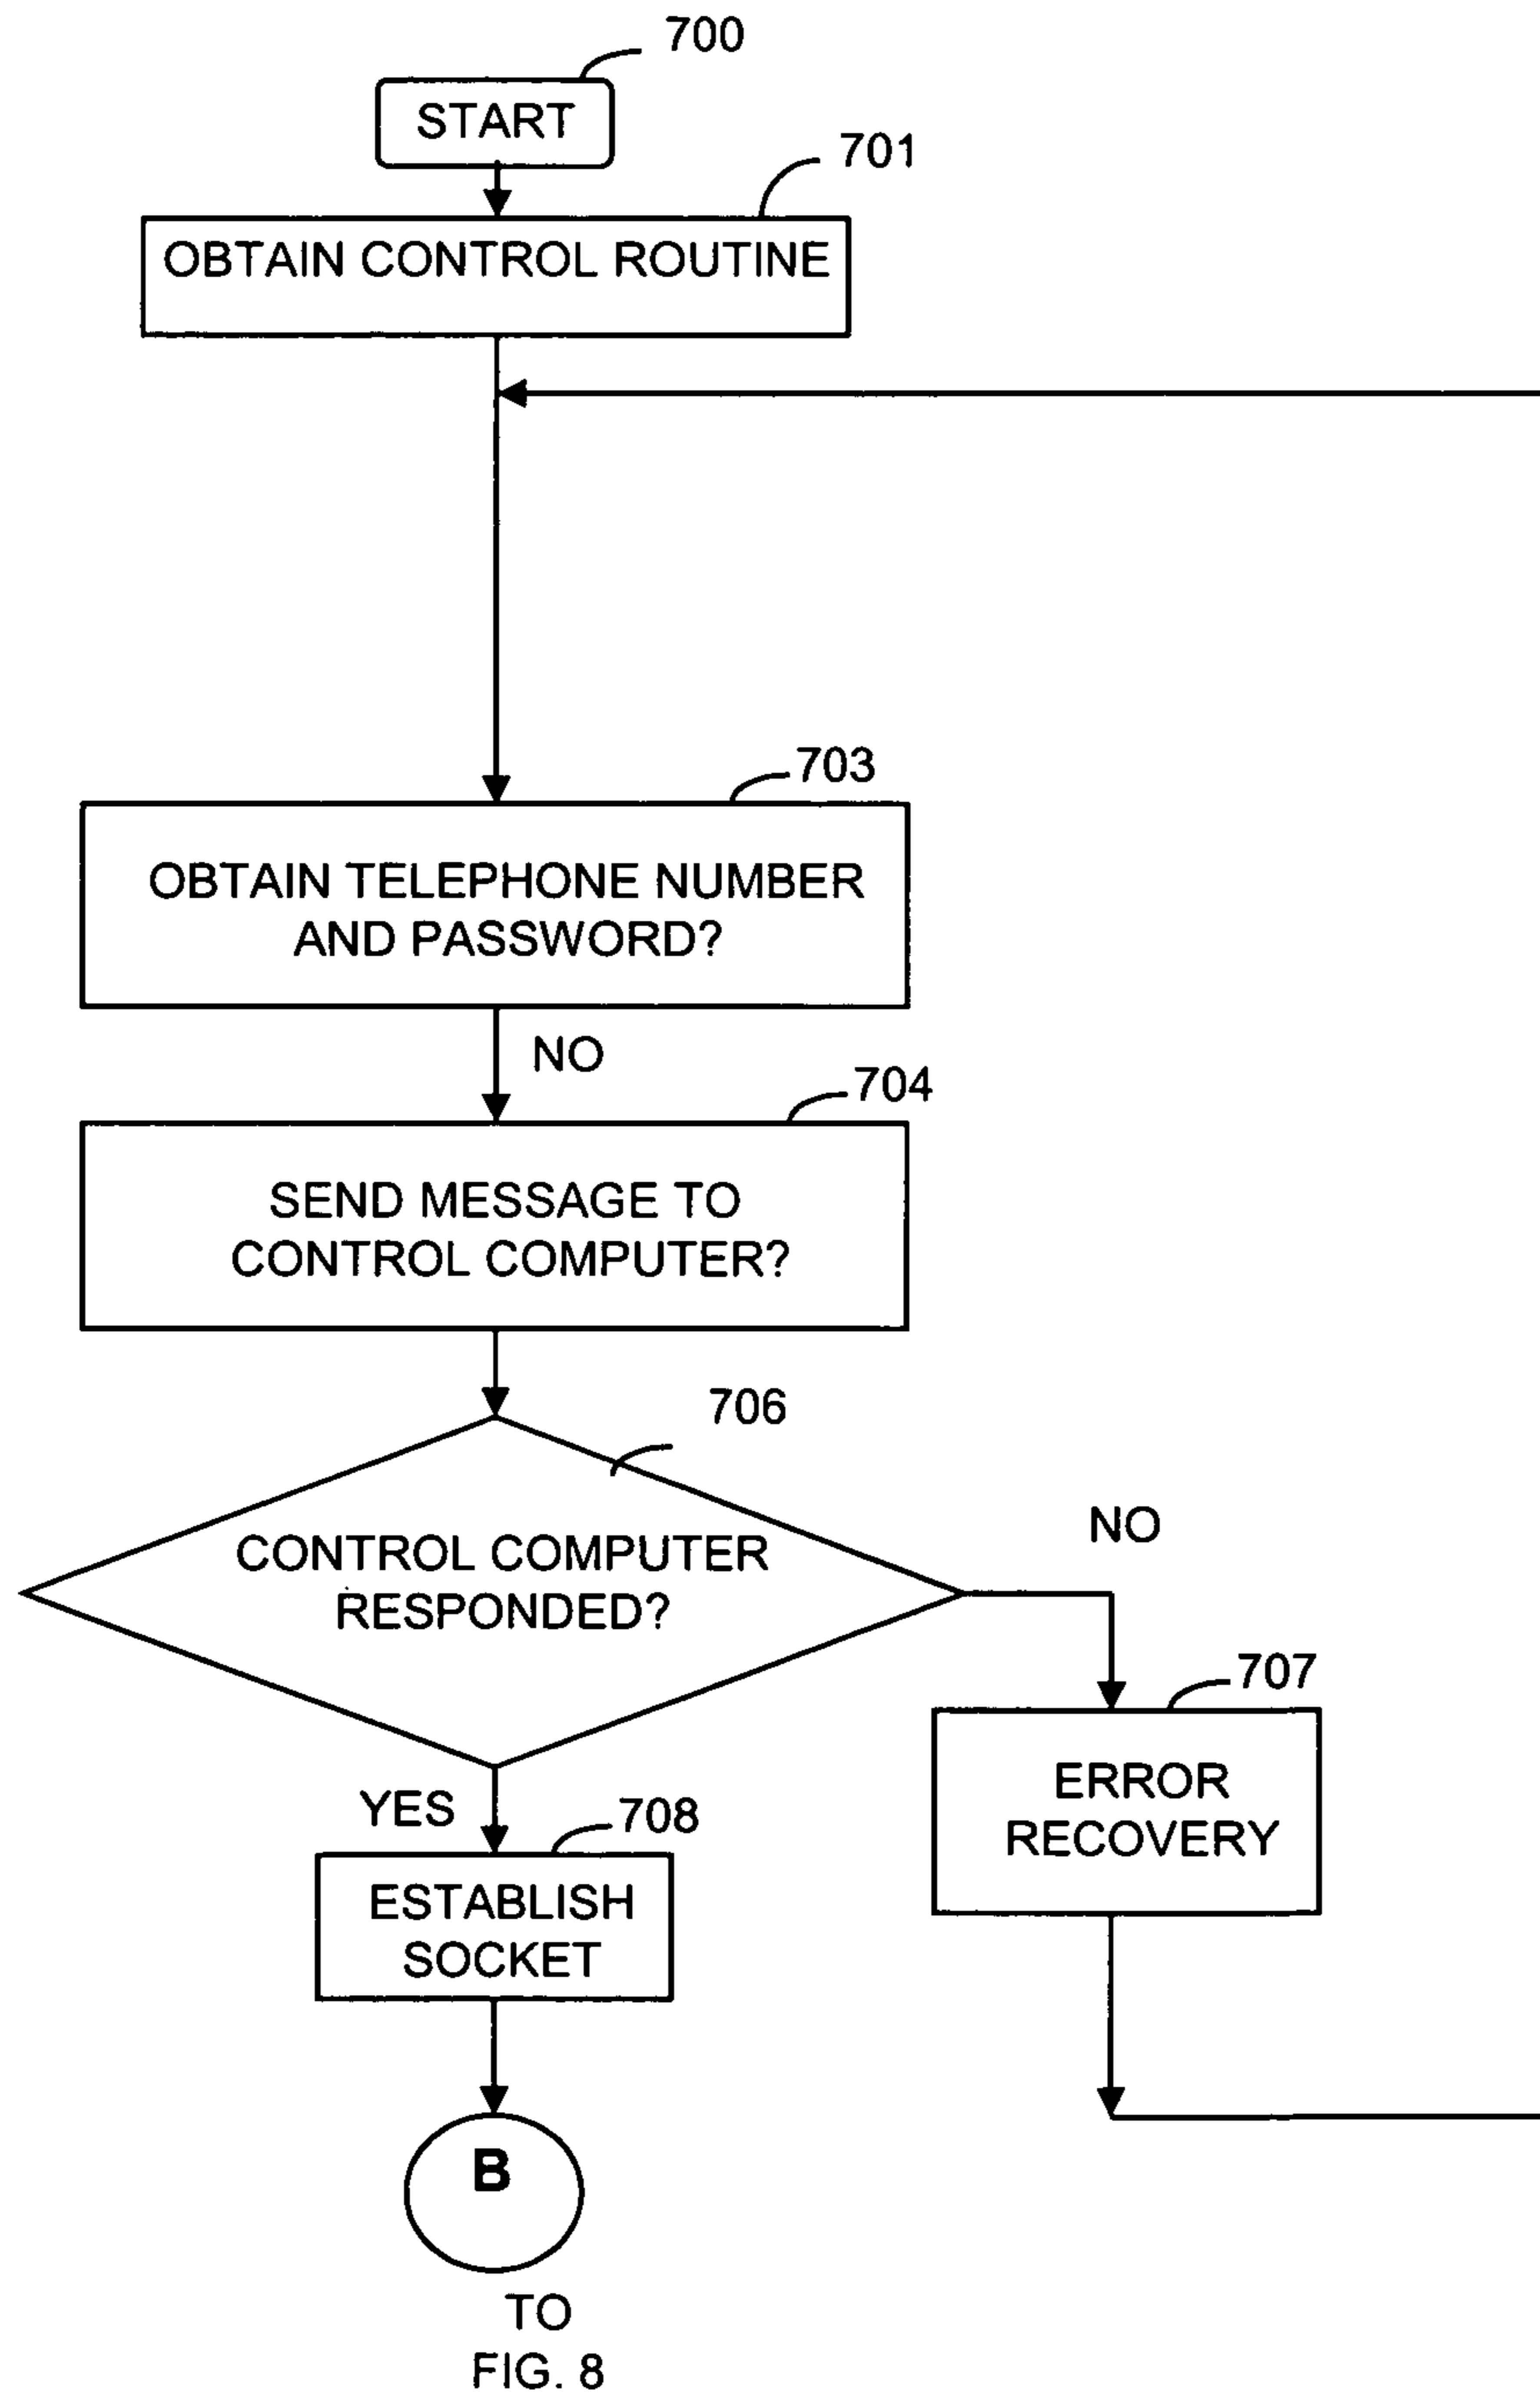 700
START
701
OBTAIN CONTROL ROUTINE
703
OBTAIN TELEPHONE NUMBER
AND PASSWORD?
NO
704
SEND MESSAGE TO
CONTROL COMPUTER?
706
CONTROL COMPUTER
RESPONDED?
NO
707
ERROR
RECOVERY
YES
708
ESTABLISH
SOCKET
B
TO
FIG. 8